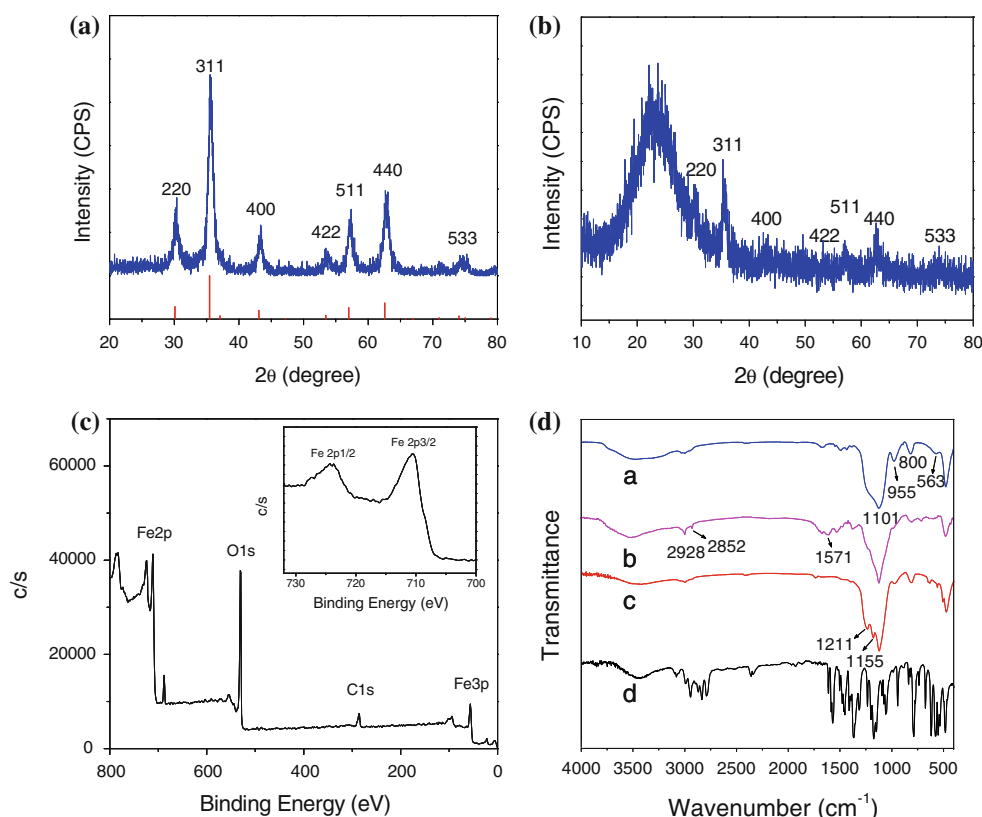 (a)
311
220
400
422
511
440
533
Intensity (CPS)
20 30 40 50 60 70 80
2θ (degree)
(b)
220
311
400
422
511
440
533
Intensity (CPS)
10 20 30 40 50 60 70 80
2θ (degree)
(c)
60000
40000
20000
0
c/s
Fe2p
O1s
C1s
Fe3p
800 600 400 200 0
Binding Energy (eV)
Fe 2p1/2
Fe 2p3/2
c/s
730 720 710 700
Binding Energy (eV)
(d)
Transmittance
a
800
955
563
1101
b
2928
2852
1571
c
1211
1155
d
4000 3500 3000 2500 2000 1500 1000 500
Wavenumber (cm⁻¹)